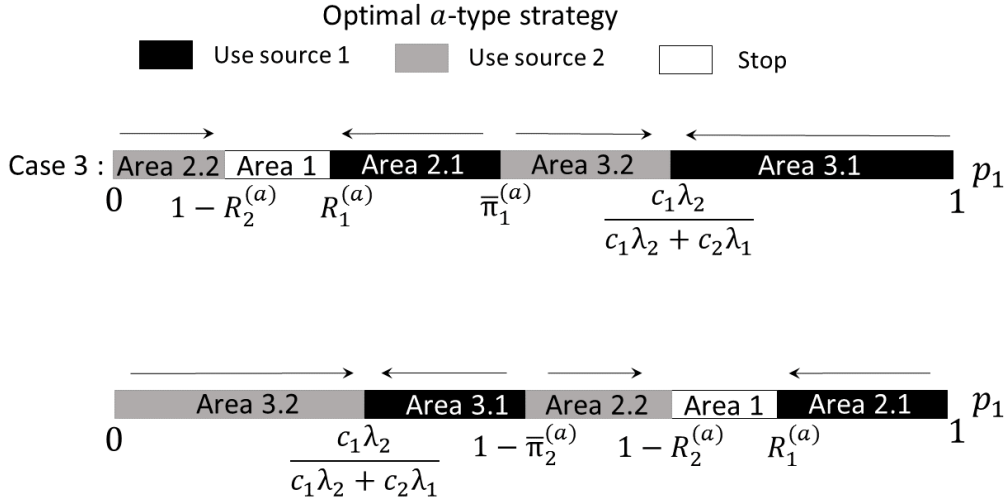 Optimal a-type strategy
Use source 1 Use source 2 Stop
Case 3 : Area 2.2 Area 1 Area 2.1 Area 3.2 Area 3.1 p₁
0 1 − R₂⁽ᵃ⁾ R₁⁽ᵃ⁾ π̅₁⁽ᵃ⁾ c₁λ₂ / (c₁λ₂ + c₂λ₁) 1
Area 3.2 Area 3.1 Area 2.2 Area 1 Area 2.1 p₁
0 c₁λ₂ / (c₁λ₂ + c₂λ₁) 1 − π̅₂⁽ᵃ⁾ 1 − R₂⁽ᵃ⁾ R₁⁽ᵃ⁾ 1